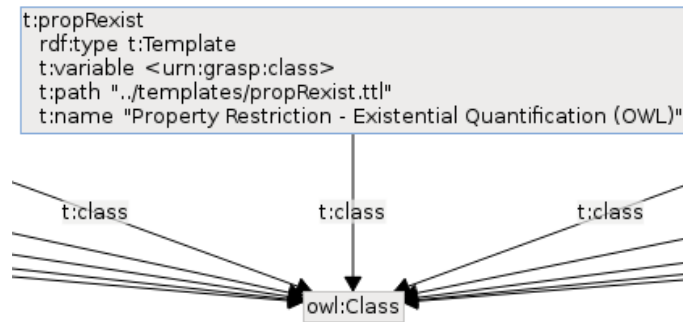 t:propRexist
rdf:type t:Template
t:variable <urn:grasp:class>
t:path "../templates/propRexist.ttl"
t:name "Property Restriction - Existential Quantification (OWL)"
t:class t:class t:class
owl:Class